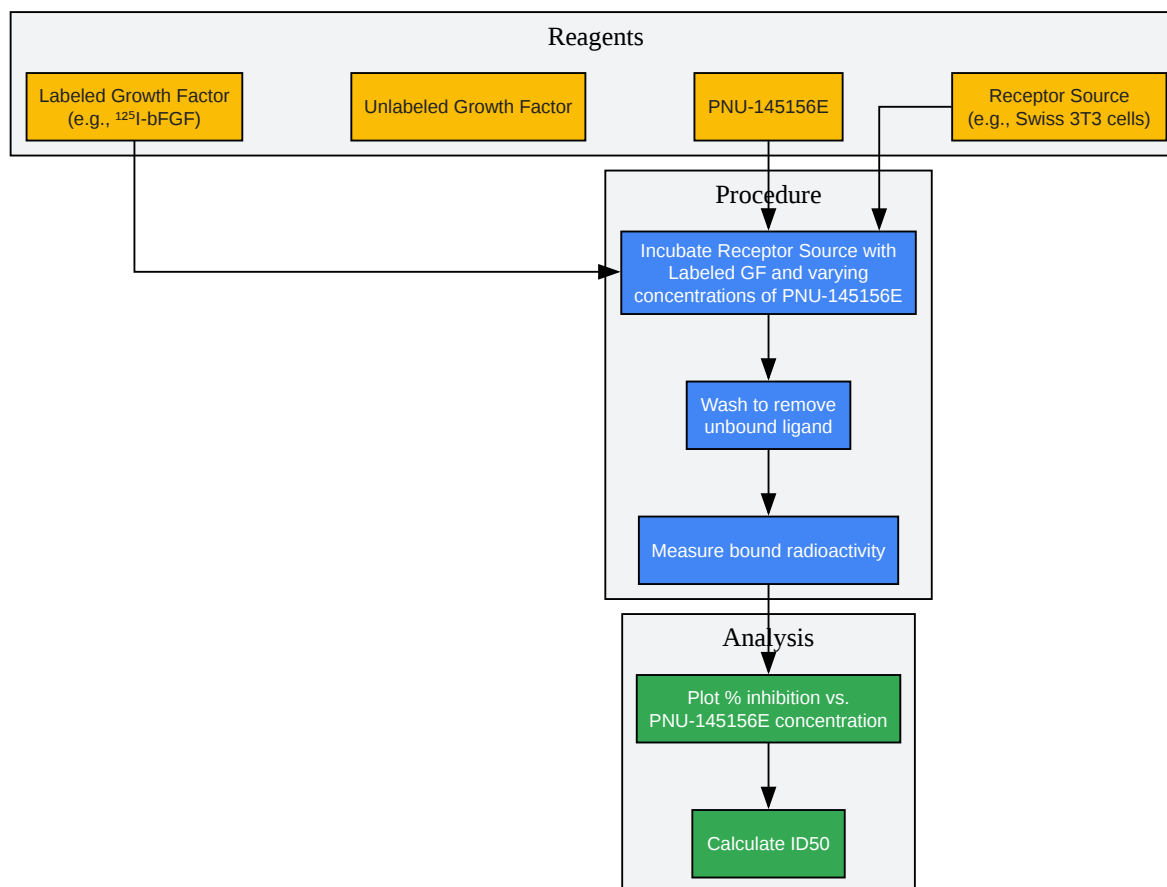 Reagents
Labeled Growth Factor
(e.g., ¹²⁵I-bFGF)
Unlabeled Growth Factor
PNU-145156E
Receptor Source
(e.g., Swiss 3T3 cells)
Procedure
Incubate Receptor Source with
Labeled GF and varying
concentrations of PNU-145156E
Wash to remove
unbound ligand
Measure bound radioactivity
Analysis
Plot % inhibition vs.
PNU-145156E concentration
Calculate ID50